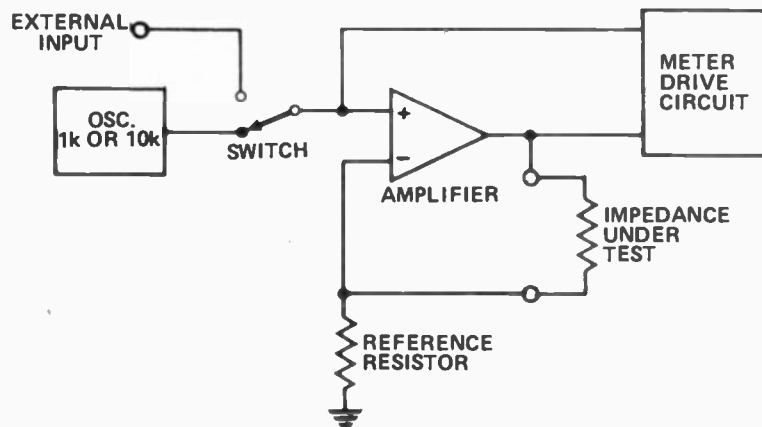 EXTERNAL
INPUT
OSC.
1k OR 10k
SWITCH
+
−
AMPLIFIER
METER
DRIVE
CIRCUIT
IMPEDANCE
UNDER
TEST
REFERENCE
RESISTOR